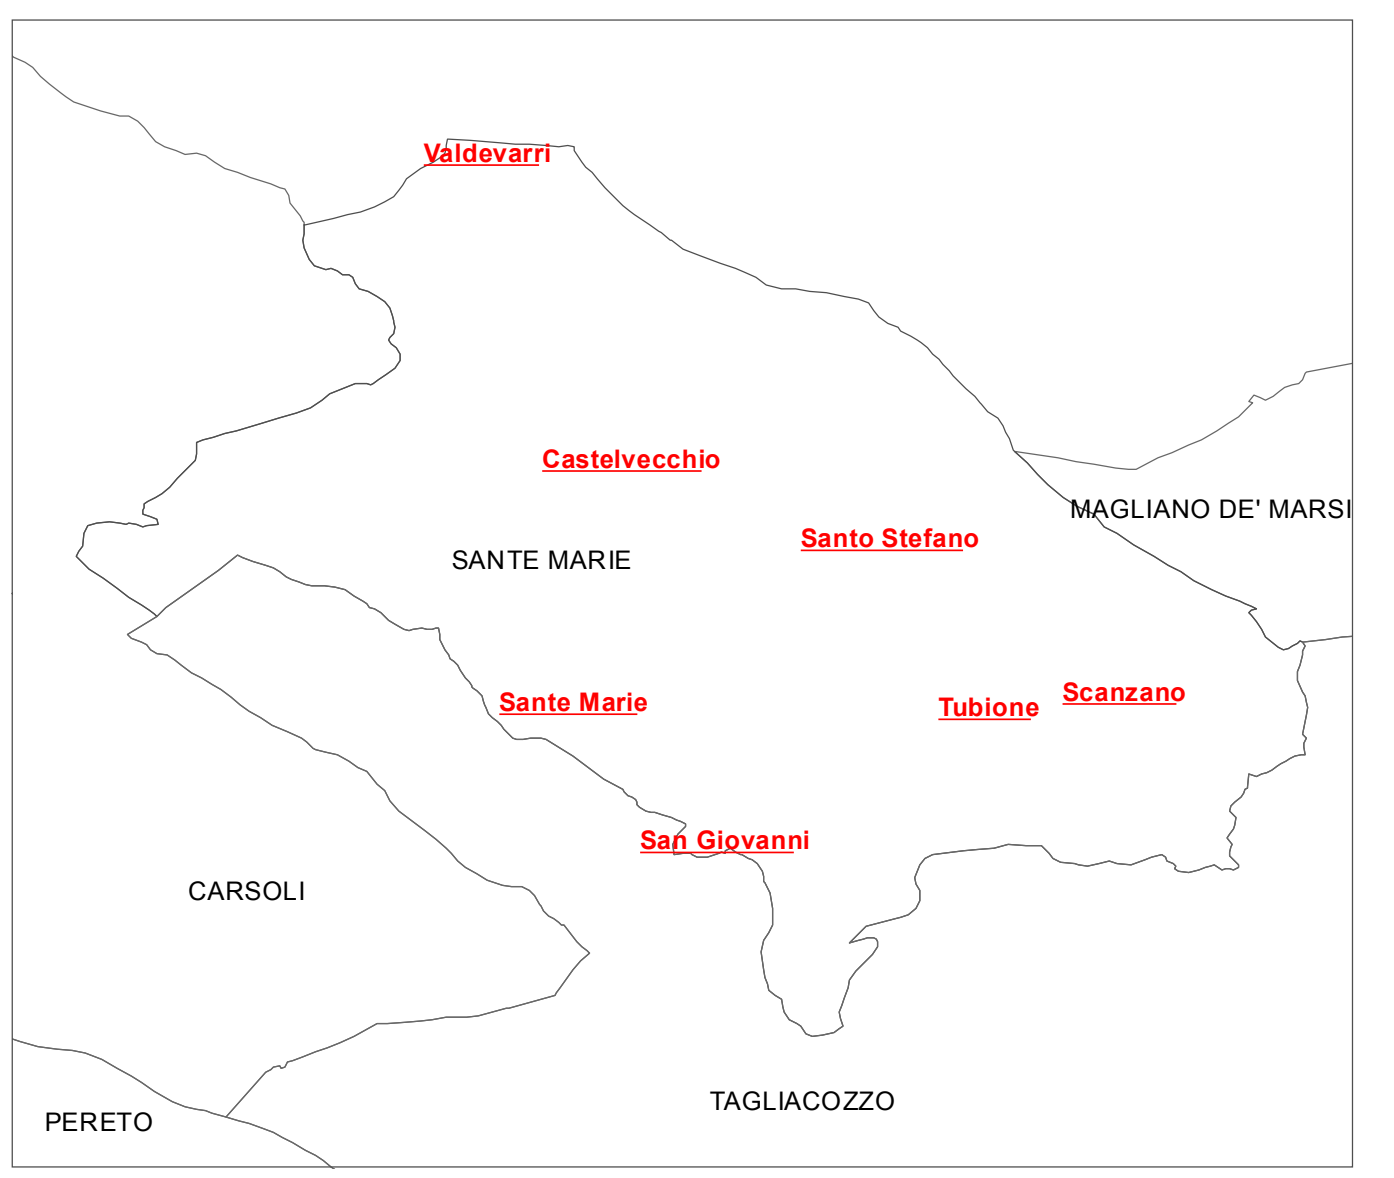 Valdevarri
Castelvecchio
MAGLIANO DE' MARSI
Santo Stefano
SANTE MARIE
Scanzano
Sante Marie
Tubione
San Giovanni
CARSOLI
TAGLIACOZZO
PERETO